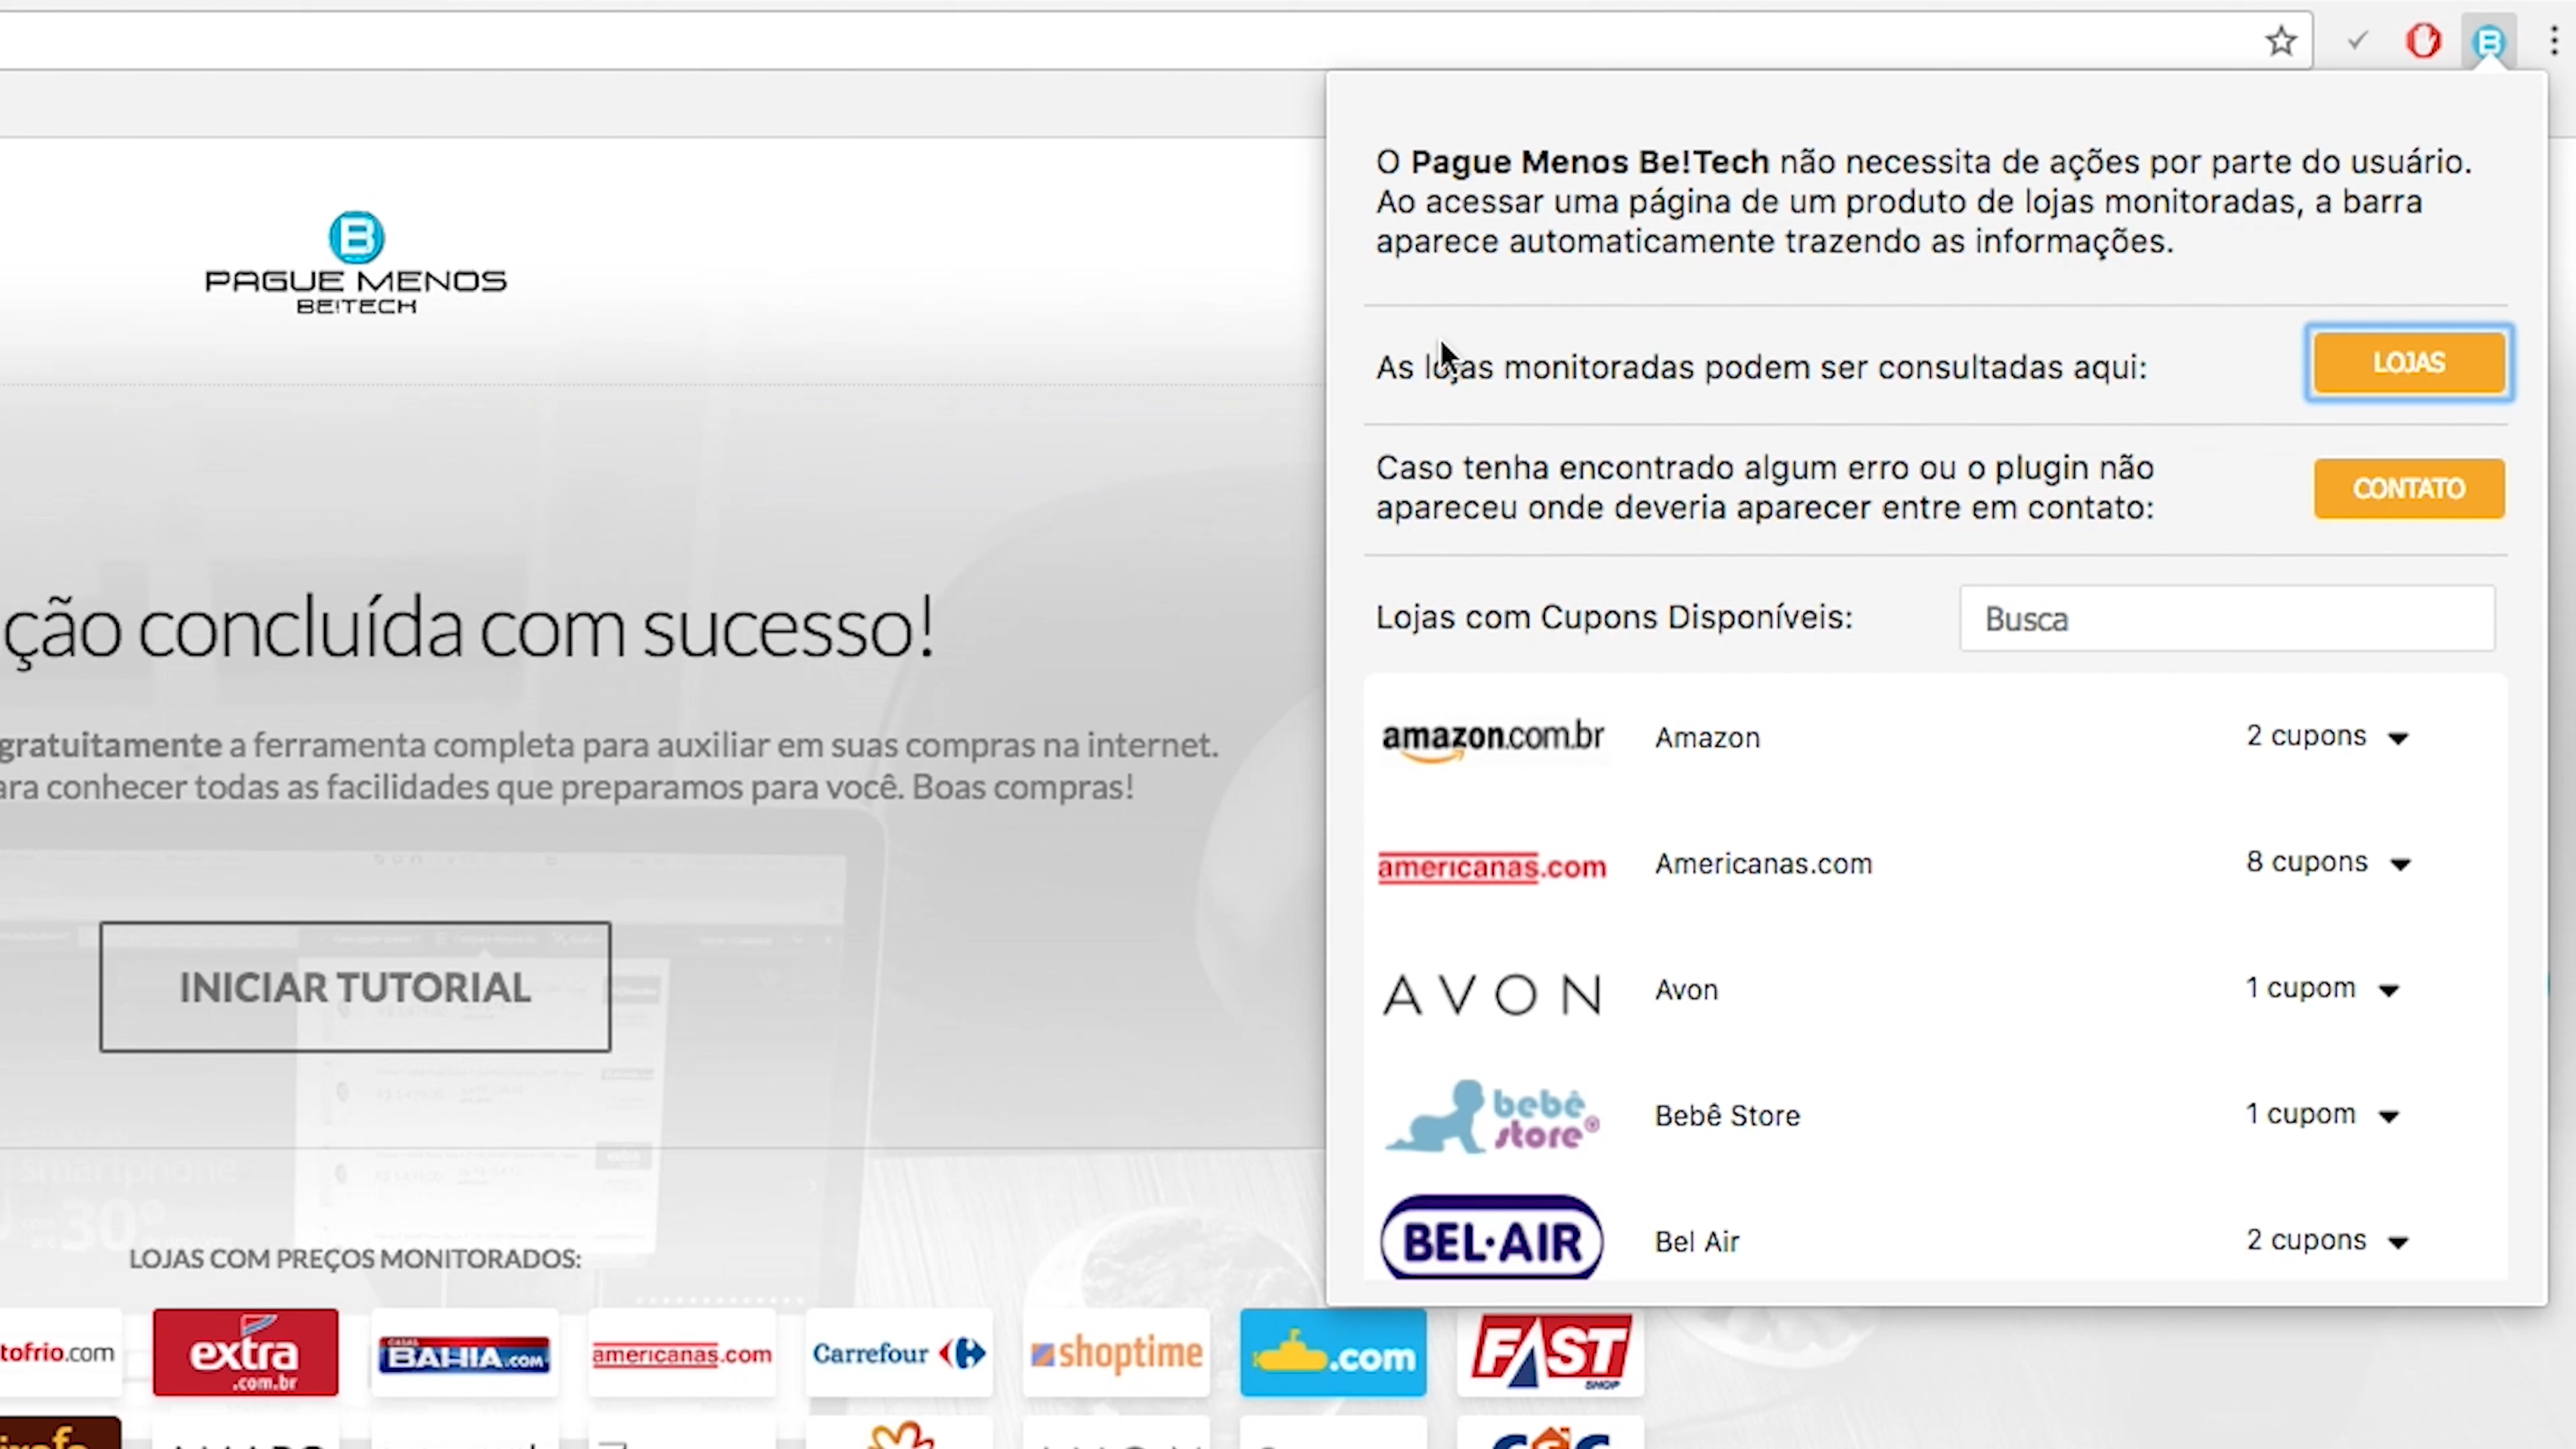 PAGUE MENOS
BE!TECH
ção concluída com sucesso!
gratuitamente a ferramenta completa para auxiliar em suas compras na internet.
ara conhecer todas as facilidades que preparamos para você. Boas compras!
INICIAR TUTORIAL
smartphone
30
LOJAS COM PREÇOS MONITORADOS:
tofrio.com
extra
.com.br
CASAS
BAHIA.COM
americanas.com
Carrefour
shoptime
.com
FAST
SHOP
O Pague Menos Be!Tech não necessita de ações por parte do usuário.
Ao acessar uma página de um produto de lojas monitoradas, a barra
aparece automaticamente trazendo as informações.
As lojas monitoradas podem ser consultadas aqui:
LOJAS
Caso tenha encontrado algum erro ou o plugin não
apareceu onde deveria aparecer entre em contato:
CONTATO
Lojas com Cupons Disponíveis:
Busca
amazon.com.br Amazon 2 cupons
americanas.com Americanas.com 8 cupons
AVON Avon 1 cupom
bebê store® Bebê Store 1 cupom
BEL·AIR Bel Air 2 cupons